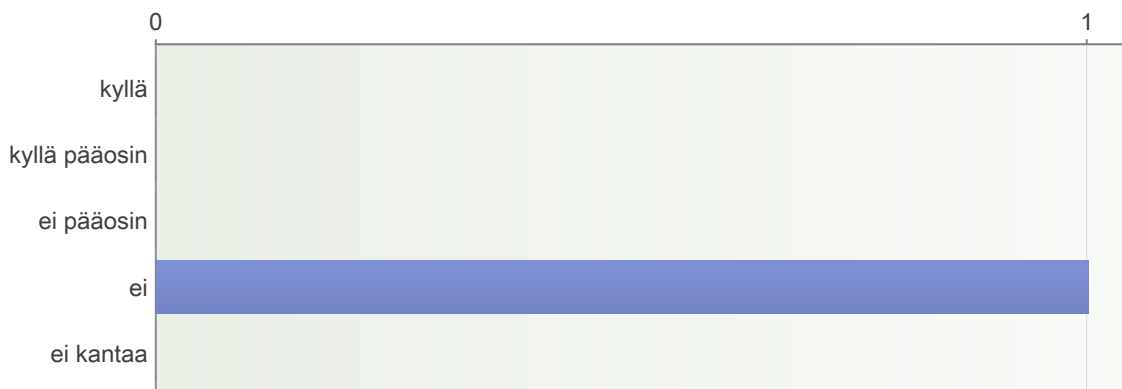 0 1
kyllä
kyllä pääosin
ei pääosin
ei
ei kantaa